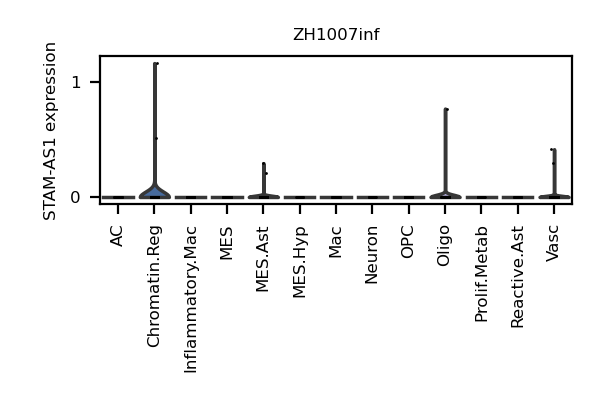 ZH1007inf
STAM-AS1 expression
1
0
AC
Chromatin.Reg
Inflammatory.Mac
MES
MES.Ast
MES.Hyp
Mac
Neuron
OPC
Oligo
Prolif.Metab
Reactive.Ast
Vasc